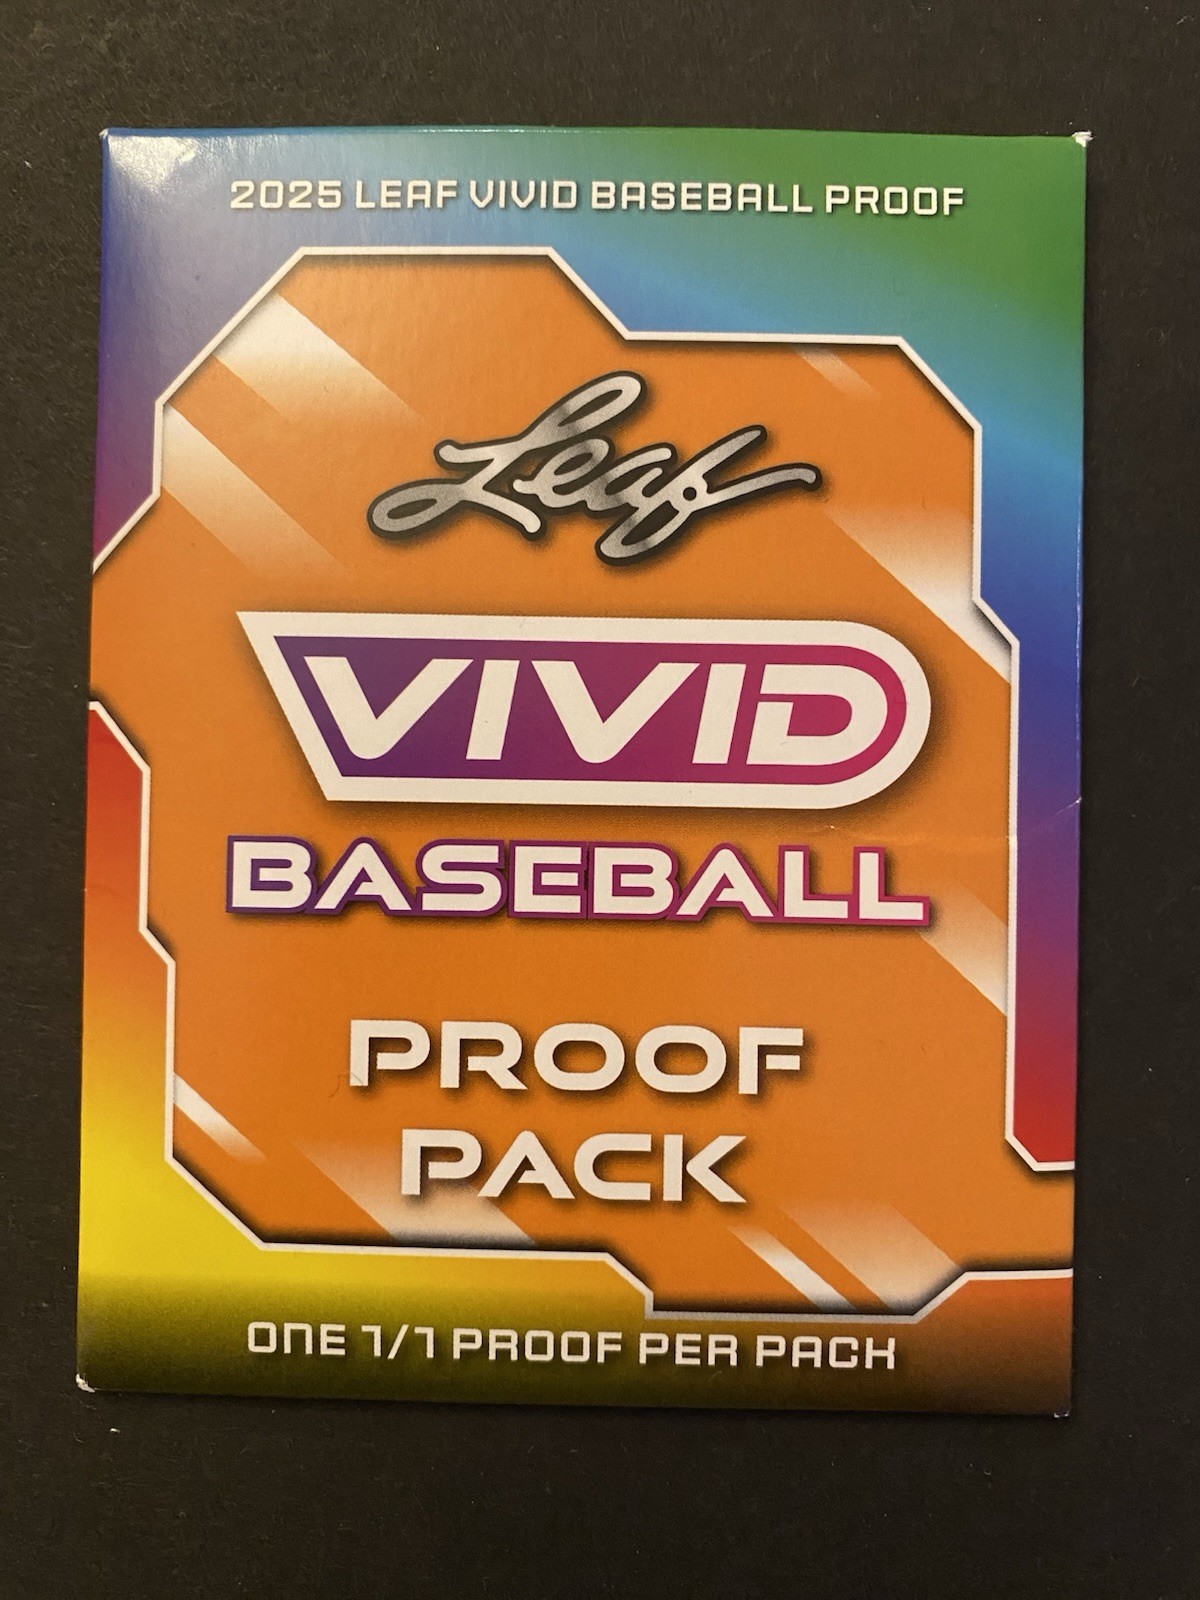 2025 LEAF VIVID BASEBALL PROOF
Leaf
VIVID
BASEBALL
PROOF
PACK
ONE 1/1 PROOF PER PACK